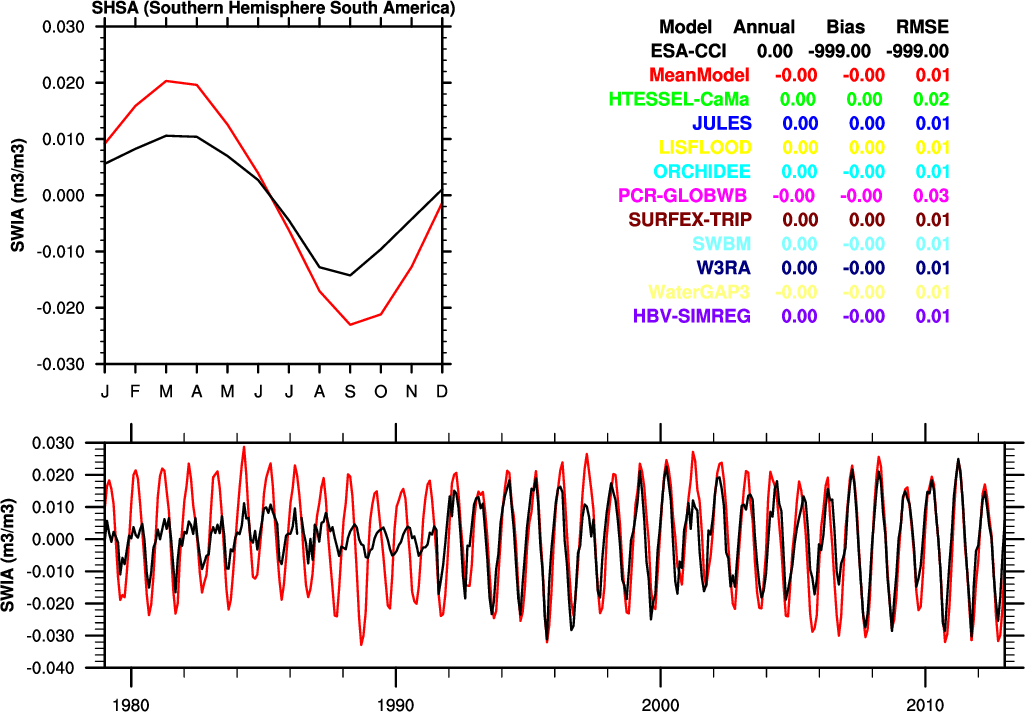 SHSA (Southern Hemisphere South America)
0.030
0.020
0.010
0.000
-0.010
-0.020
-0.030
SWIA (m3/m3)
J F M A M J J A S O N D
Model Annual Bias RMSE
ESA-CCI 0.00 -999.00 -999.00
MeanModel -0.00 -0.00 0.01
HTESSEL-CaMa 0.00 0.00 0.02
JULES 0.00 0.00 0.01
LISFLOOD 0.00 0.00 0.01
ORCHIDEE 0.00 -0.00 0.01
PCR-GLOBWB -0.00 -0.00 0.03
SURFEX-TRIP 0.00 0.00 0.01
SWBM 0.00 -0.00 0.01
W3RA 0.00 -0.00 0.01
WaterGAP3 -0.00 -0.00 0.01
HBV-SIMREG 0.00 -0.00 0.01
0.030
0.020
0.010
0.000
-0.010
-0.020
-0.030
-0.040
SWIA (m3/m3)
1980 1990 2000 2010